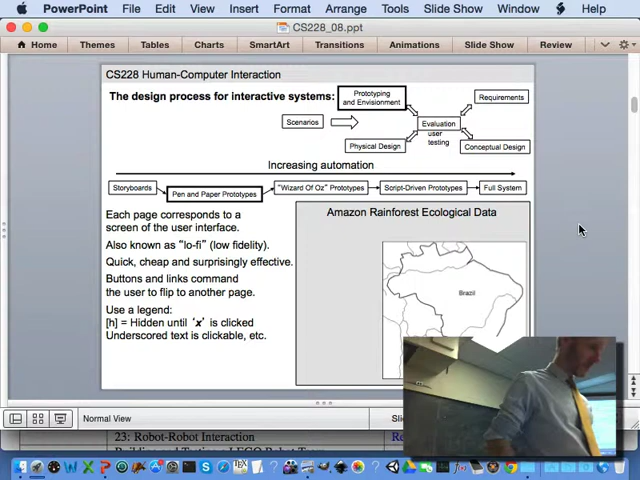 PowerPoint File Edit View Insert Format Arrange Tools Slide Show Window Help
CS228_08.ppt
Home Themes Tables Charts SmartArt Transitions Animations Slide Show Review
CS228 Human-Computer Interaction
The design process for interactive systems:
Prototyping
and Envisionment
Requirements
Scenarios
Evaluation
user
testing
Physical Design
Conceptual Design
Increasing automation
Storyboards
Pen and Paper Prototypes
"Wizard Of Oz" Prototypes
Script-Driven Prototypes
Full System
Each page corresponds to a
screen of the user interface.
Also known as "lo-fi" (low fidelity).
Quick, cheap and surprisingly effective.
Buttons and links command
the user to flip to another page.
Use a legend:
[h] = Hidden until 'x' is clicked
Underscored text is clickable, etc.
Amazon Rainforest Ecological Data
Brazil
Normal View
23: Robot-Robot Interaction